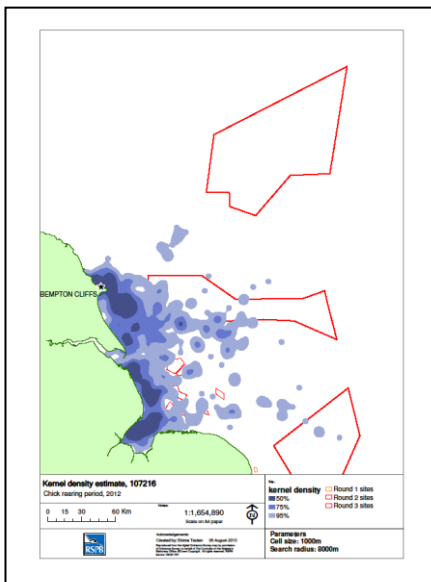 BEMPTON CLIFFS
Kernel density estimate, 107216
Chick rearing period, 2012
0 15 30 60 Km
Notes:
1:1,654,890
Scale on A4 paper
N
kernel density
50%
75%
95%
Round 1 sites
Round 2 sites
Round 3 sites
RSPB
Acknowledgements:
Parameters
Cell size: 1000m
Search radius: 8000m